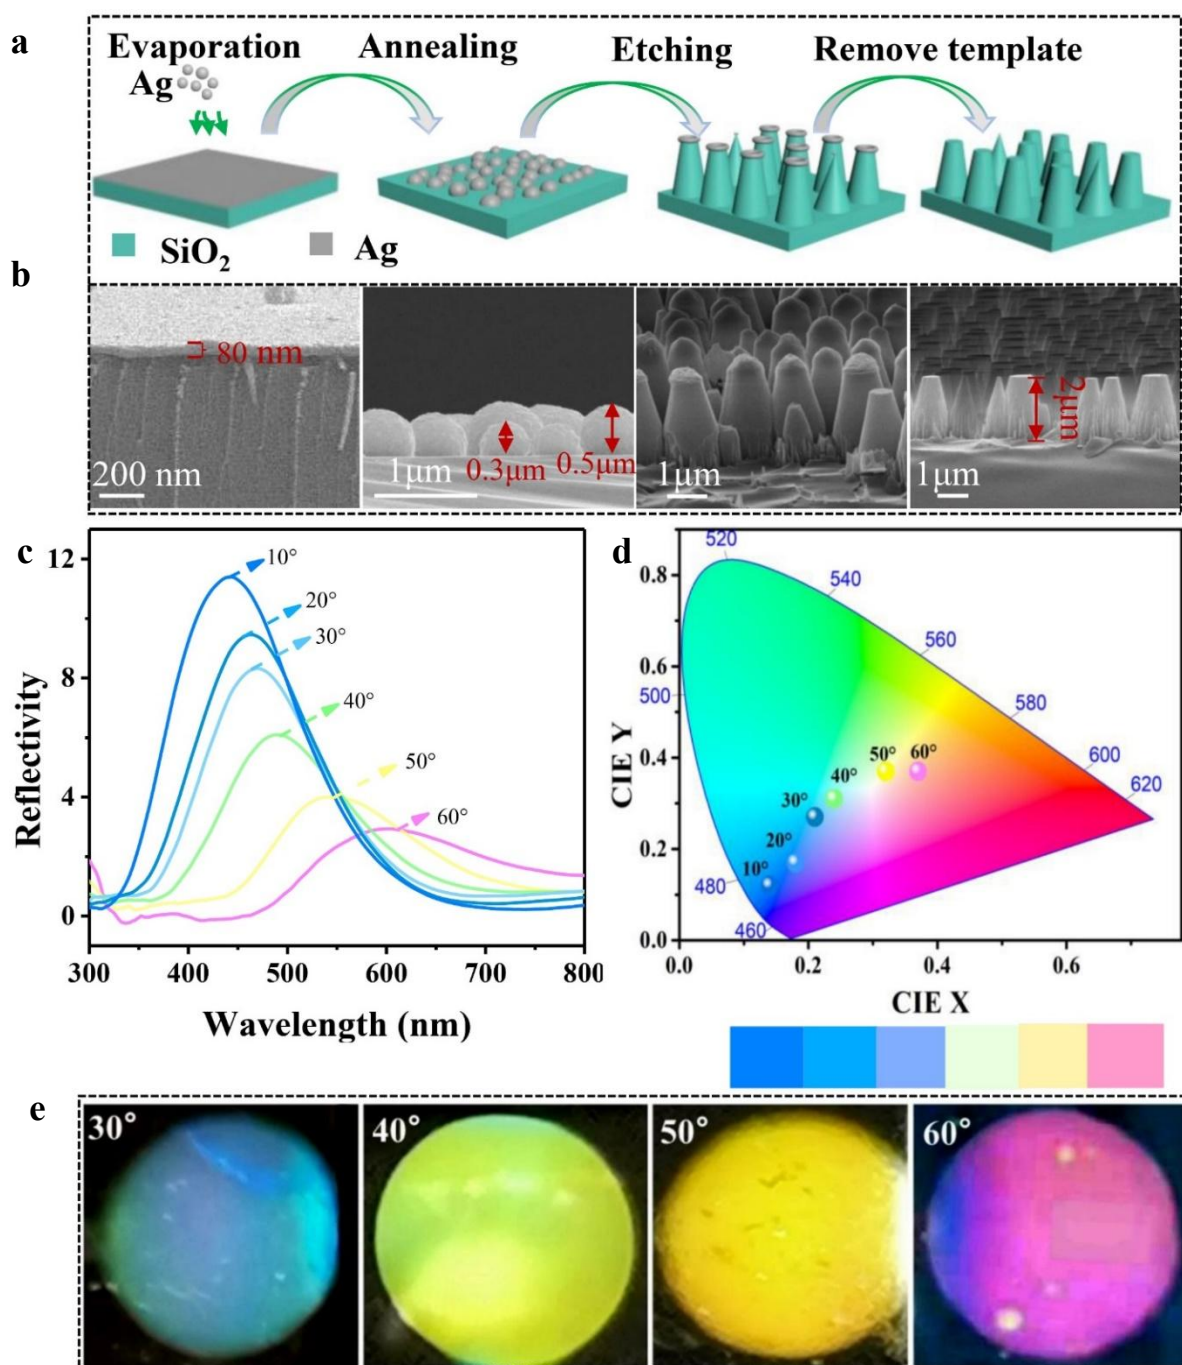 a
Evaporation Annealing Etching Remove template
Ag
SiO₂ Ag
b
80 nm
200 nm
0.3μm 0.5μm
1μm
1μm
2μm
1μm
c
12
8
4
0
Reflectivity
10°
20°
30°
40°
50°
60°
300 400 500 600 700 800
Wavelength (nm)
d
0.8
0.6
0.4
0.2
0.0
CIE Y
520
540
560
500
580
600
620
480
460
50° 60°
40°
30°
20°
10°
0.0 0.2 0.4 0.6
CIE X
e
30° 40° 50° 60°